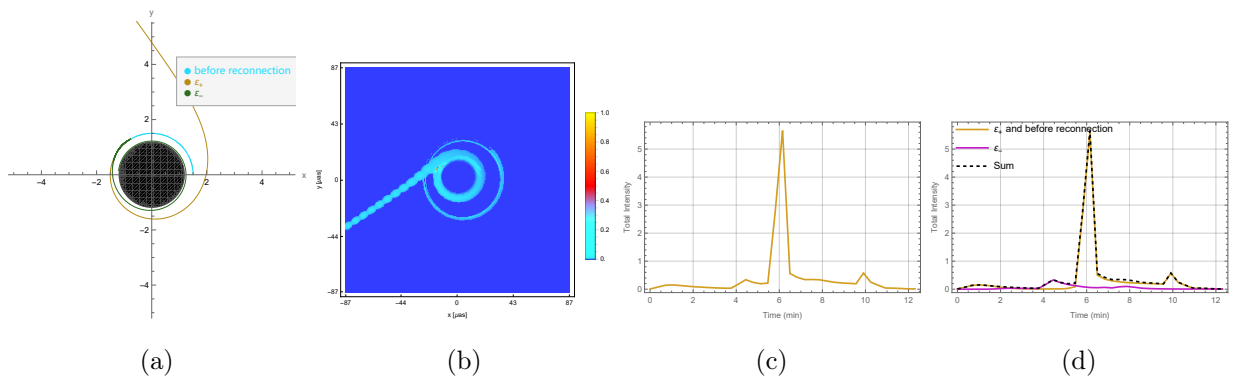 y
4
2
-2
-4
-4
-2
2
4
x
before reconnection
ε₊
ε₋
87
43
0
-44
-87
y [μas]
-87
-44
0
43
87
x [μas]
1.0
0.8
0.6
0.4
0.2
0.
5
4
3
2
1
0
Total Intensity
0
2
4
6
8
10
12
Time (min)
ε₊ and before reconnection
ε₋
Sum
5
4
3
2
1
0
Total Intensity
0
2
4
6
8
10
12
Time (min)
(a)
(b)
(c)
(d)